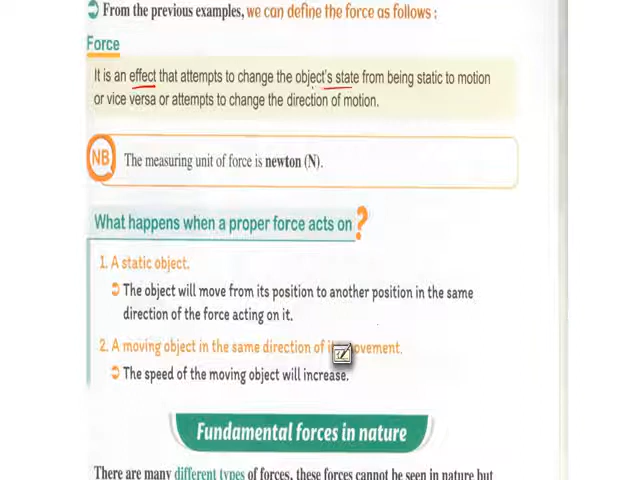 From the previous examples, we can define the force as follows :
Force
It is an effect that attempts to change the object's state from being static to motion
or vice versa or attempts to change the direction of motion.
NB The measuring unit of force is newton (N).
What happens when a proper force acts on ?
1. A static object.
The object will move from its position to another position in the same
direction of the force acting on it.
2. A moving object in the same direction of
The speed of the moving object will increase.
Fundamental forces in nature
There are many different types of forces, these forces cannot be seen in nature but